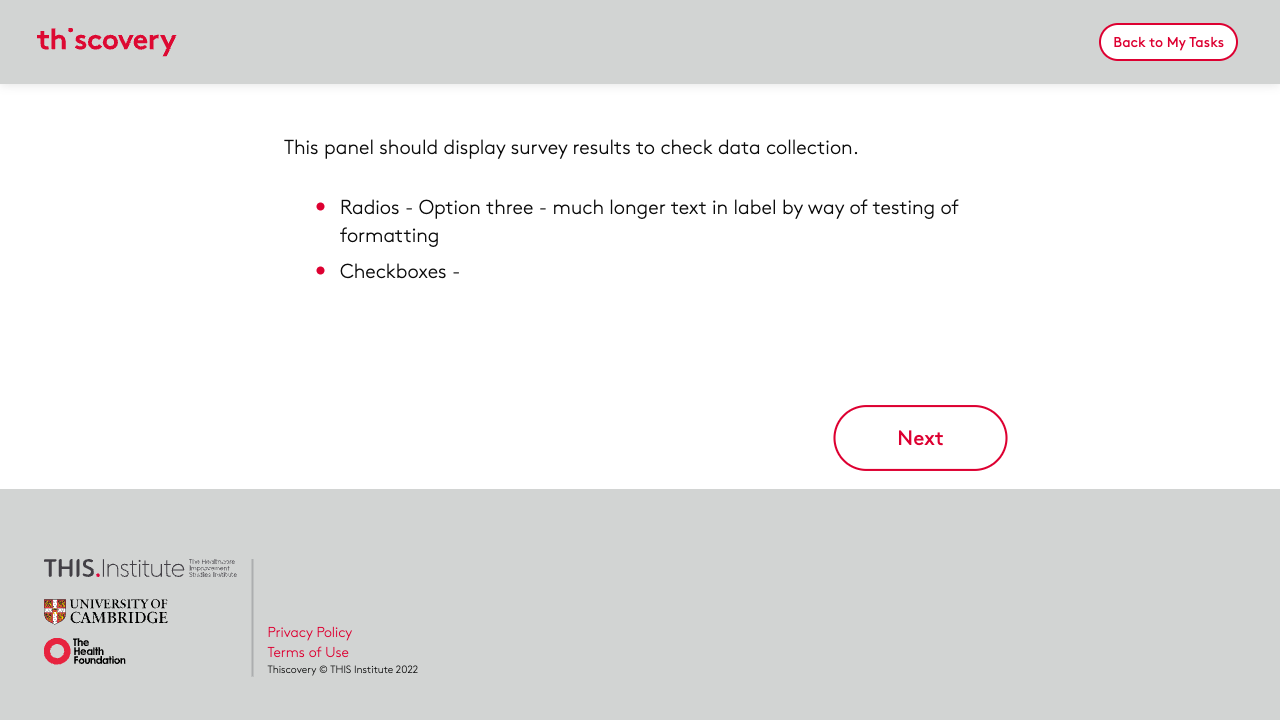 thiscovery
Back to My Tasks
This panel should display survey results to check data collection.
Radios - Option three - much longer text in label by way of testing of
formatting
Checkboxes -
Next
THIS.Institute
The Healthcare
Improvement
Studies Institute
UNIVERSITY OF
CAMBRIDGE
The
Health
Foundation
Privacy Policy
Terms of Use
Thiscovery © THIS Institute 2022